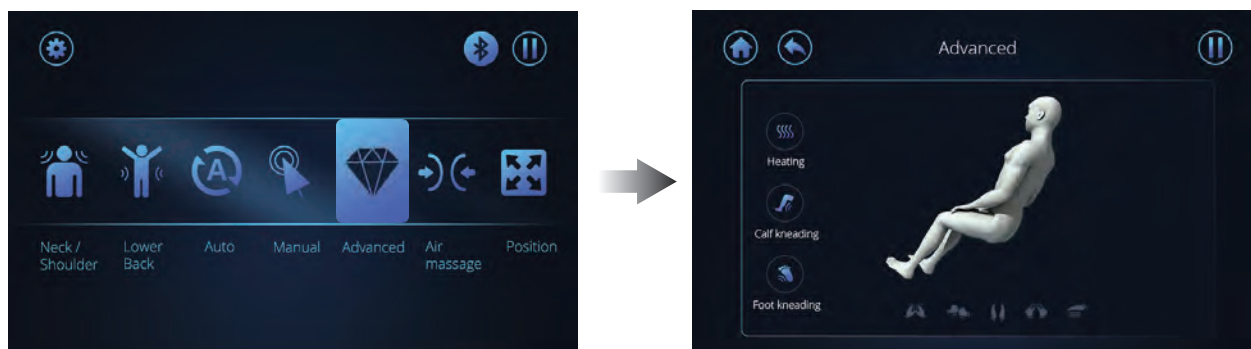 Neck / Shoulder
Lower Back
Auto
Manual
Advanced
Air massage
Position
Advanced
Heating
Calf kneading
Foot kneading